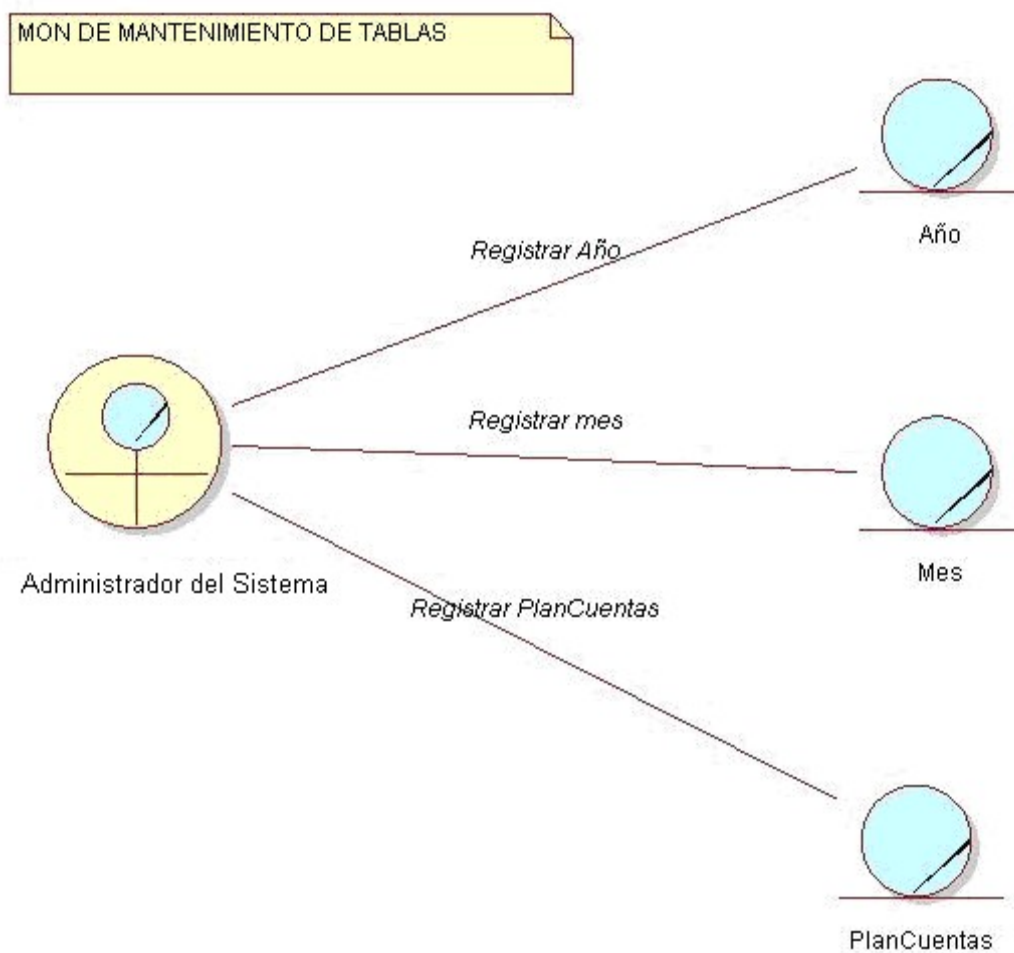 MON DE MANTENIMIENTO DE TABLAS
Año
Registrar Año
Registrar mes
Mes
Administrador del Sistema
Registrar PlanCuentas
PlanCuentas